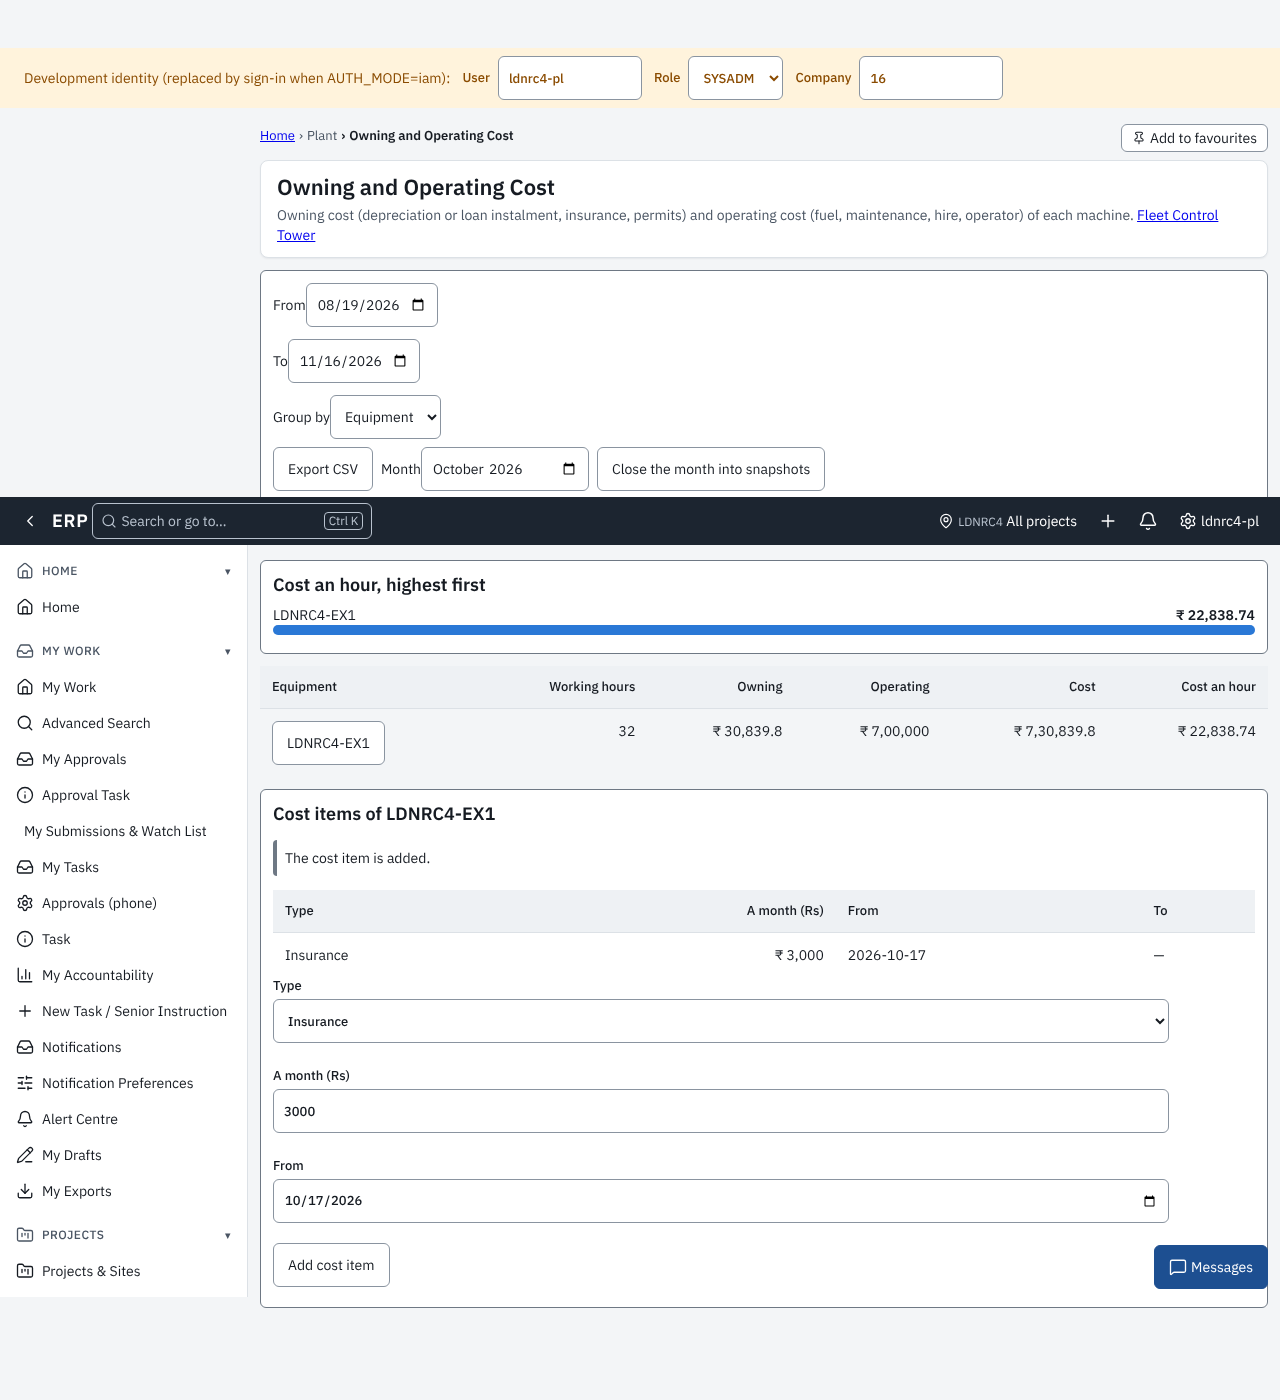 Development identity (replaced by sign-in when AUTH_MODE=iam): User ldnrc4-pl Role SYSADM Company 16
Home › Plant › Owning and Operating Cost
Add to favourites
Owning and Operating Cost
Owning cost (depreciation or loan instalment, insurance, permits) and operating cost (fuel, maintenance, hire, operator) of each machine. Fleet Control
Tower
From 08/19/2026
To 11/16/2026
Group by Equipment
Export CSV Month October 2026 Close the month into snapshots
ERP Search or go to... Ctrl K LDNRC4 All projects ldnrc4-pl
HOME
Home
MY WORK
My Work
Advanced Search
My Approvals
Approval Task
My Submissions & Watch List
My Tasks
Approvals (phone)
Task
My Accountability
New Task / Senior Instruction
Notifications
Notification Preferences
Alert Centre
My Drafts
My Exports
PROJECTS
Projects & Sites
Cost an hour, highest first
LDNRC4-EX1 ₹ 22,838.74
Equipment Working hours Owning Operating Cost Cost an hour
LDNRC4-EX1 32 ₹ 30,839.8 ₹ 7,00,000 ₹ 7,30,839.8 ₹ 22,838.74
Cost items of LDNRC4-EX1
The cost item is added.
Type A month (Rs) From To
Insurance ₹ 3,000 2026-10-17 —
Type
Insurance
A month (Rs)
3000
From
10/17/2026
Add cost item
Messages